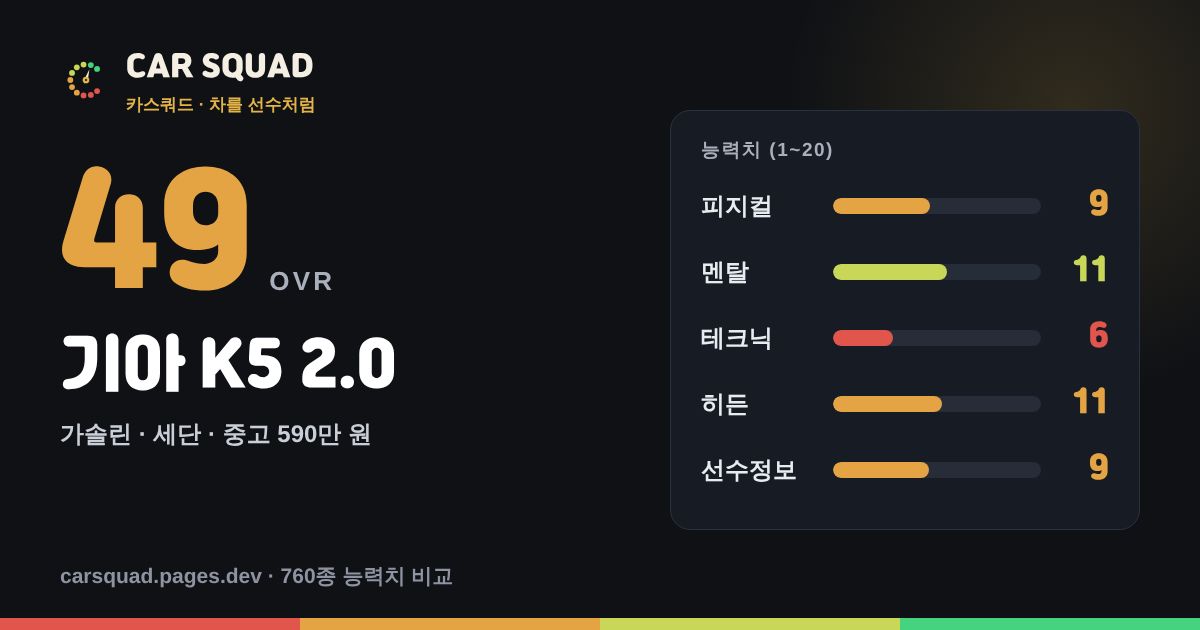 CAR SQUAD
카스쿼드 · 차를 선수처럼
49 OVR
기아 K5 2.0
가솔린 · 세단 · 중고 590만 원
능력치 (1~20)
피지컬 9
멘탈 11
테크닉 6
히든 11
선수정보 9
carsquad.pages.dev · 760종 능력치 비교